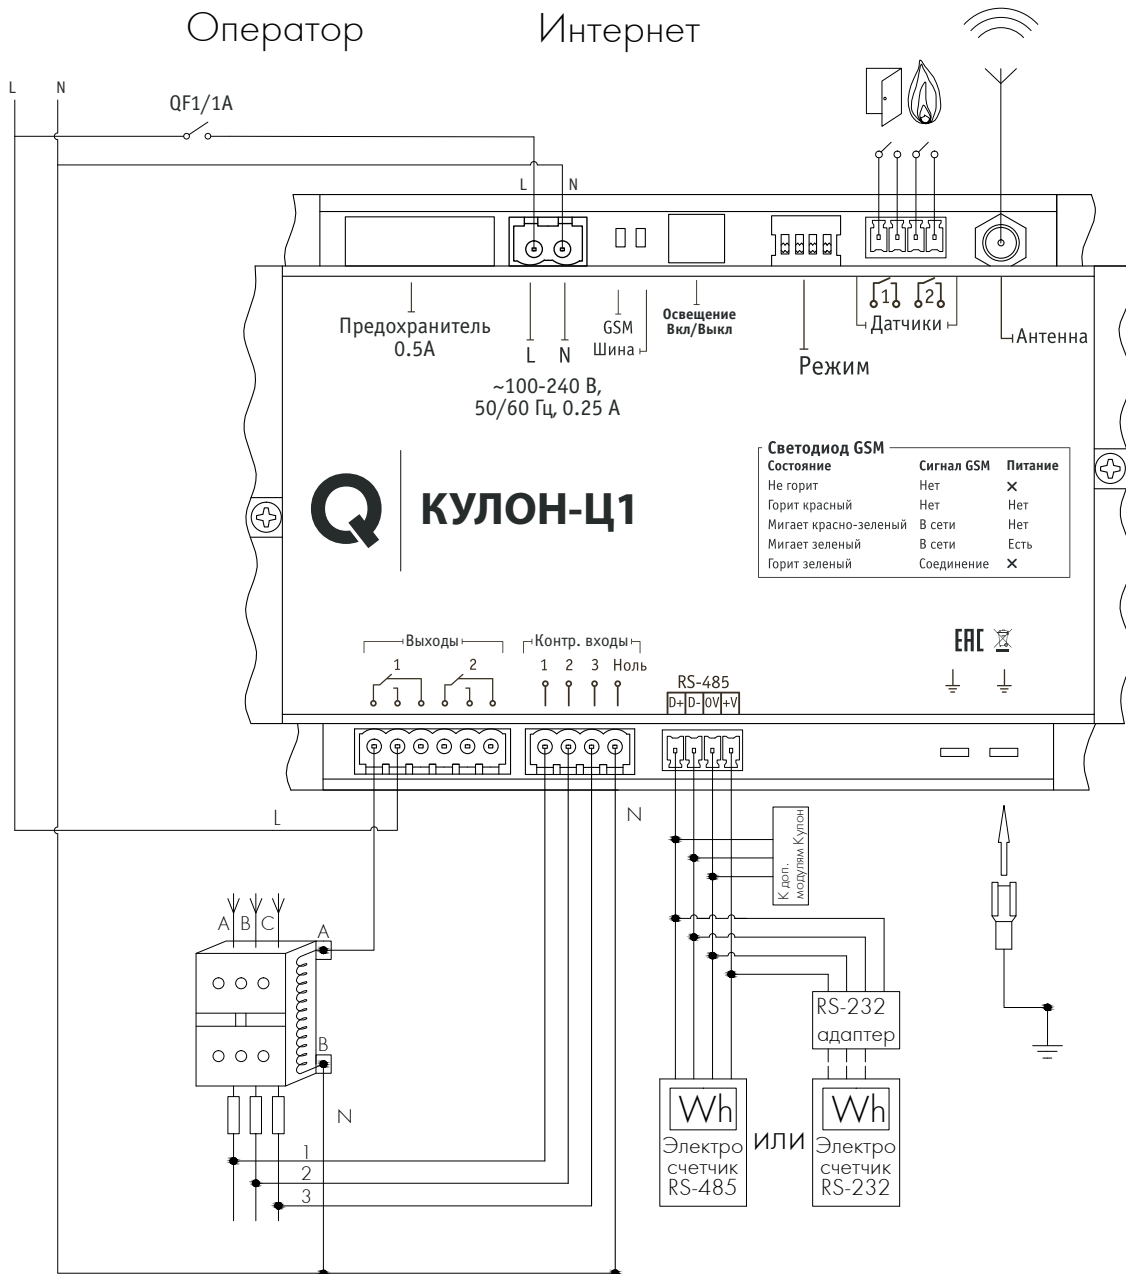 Оператор
Интернет
L
N
QF1/1А
L
N
Предохранитель
0.5А
L
N
~100-240 В,
50/60 Гц, 0.25 А
GSM
Шина
Освещение
Вкл/Выкл
Режим
1
2
Датчики
Антенна
Q
КУЛОН-Ц1
Светодиод GSM
Состояние Сигнал GSM Питание
Не горит Нет ×
Горит красный Нет Нет
Мигает красно-зеленый В сети Нет
Мигает зеленый В сети Есть
Горит зеленый Соединение ×
EAC
Выходы
1
2
Контр. входы
1 2 3 Ноль
RS-485
D+ D- 0V +V
L
N
К доп.
модулям Кулон
A B C
A
B
N
1
2
3
RS-232
адаптер
Wh
Электро
счетчик
RS-485
или
Wh
Электро
счетчик
RS-232